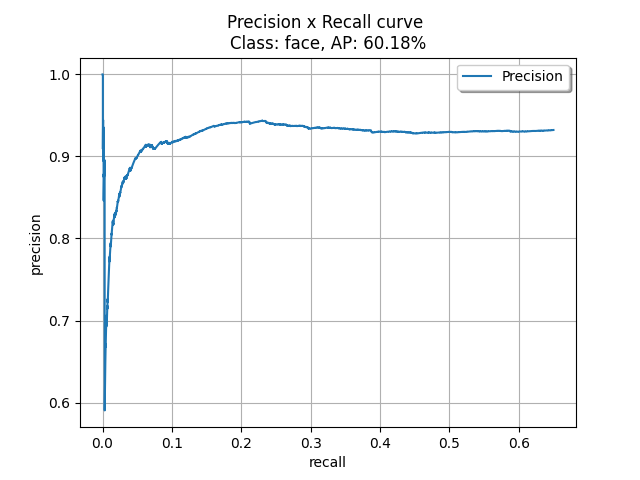 Precision x Recall curve
Class: face, AP: 60.18%
Precision
1.0
0.9
0.8
0.7
0.6
precision
0.0 0.1 0.2 0.3 0.4 0.5 0.6
recall